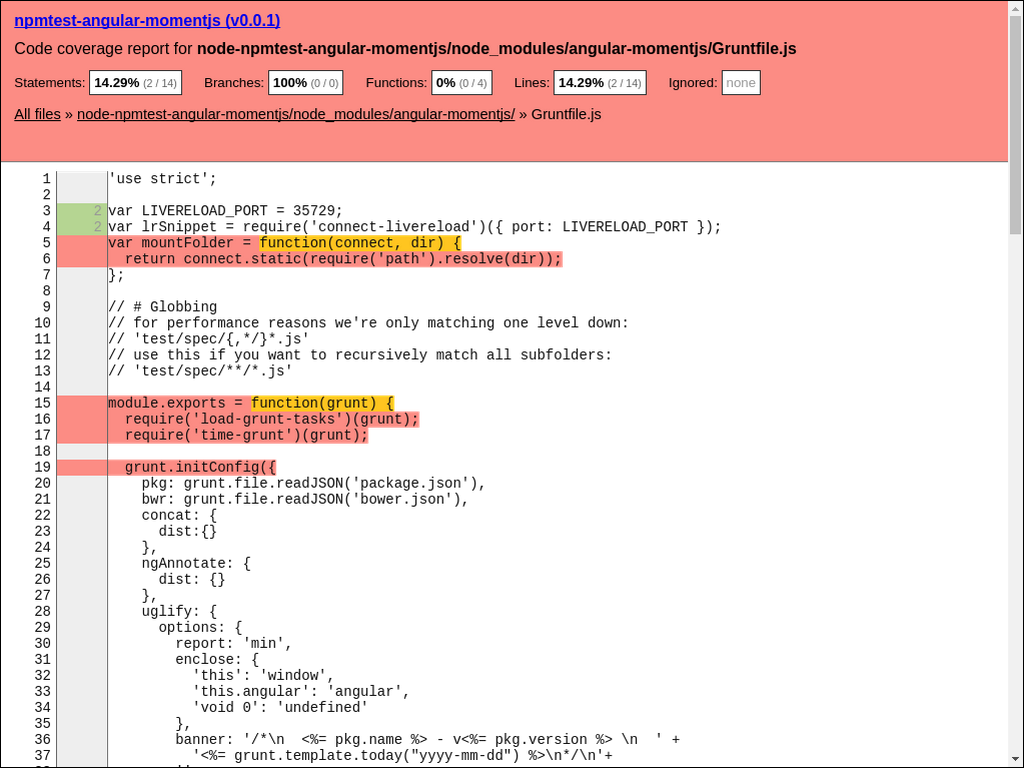 npmtest-angular-momentjs (v0.0.1)
Code coverage report for node-npmtest-angular-momentjs/node_modules/angular-momentjs/Gruntfile.js
Statements: 14.29% (2 / 14) Branches: 100% (0 / 0) Functions: 0% (0 / 4) Lines: 14.29% (2 / 14) Ignored: none
All files » node-npmtest-angular-momentjs/node_modules/angular-momentjs/ » Gruntfile.js
1 'use strict';
2
3 2 var LIVERELOAD_PORT = 35729;
4 2 var lrSnippet = require('connect-livereload')({ port: LIVERELOAD_PORT });
5 var mountFolder = function(connect, dir) {
6   return connect.static(require('path').resolve(dir));
7 };
8
9 // # Globbing
10 // for performance reasons we're only matching one level down:
11 // 'test/spec/{,*/}*.js'
12 // use this if you want to recursively match all subfolders:
13 // 'test/spec/**/*.js'
14
15 module.exports = function(grunt) {
16   require('load-grunt-tasks')(grunt);
17   require('time-grunt')(grunt);
18
19   grunt.initConfig({
20     pkg: grunt.file.readJSON('package.json'),
21     bwr: grunt.file.readJSON('bower.json'),
22     concat: {
23       dist:{}
24     },
25     ngAnnotate: {
26       dist: {}
27     },
28     uglify: {
29       options: {
30         report: 'min',
31         enclose: {
32           'this': 'window',
33           'this.angular': 'angular',
34           'void 0': 'undefined'
35         },
36         banner: '/*\n  <%= pkg.name %> - v<%= pkg.version %> \n  ' +
37           '<%= grunt.template.today("yyyy-mm-dd") %>\n*/\n'+